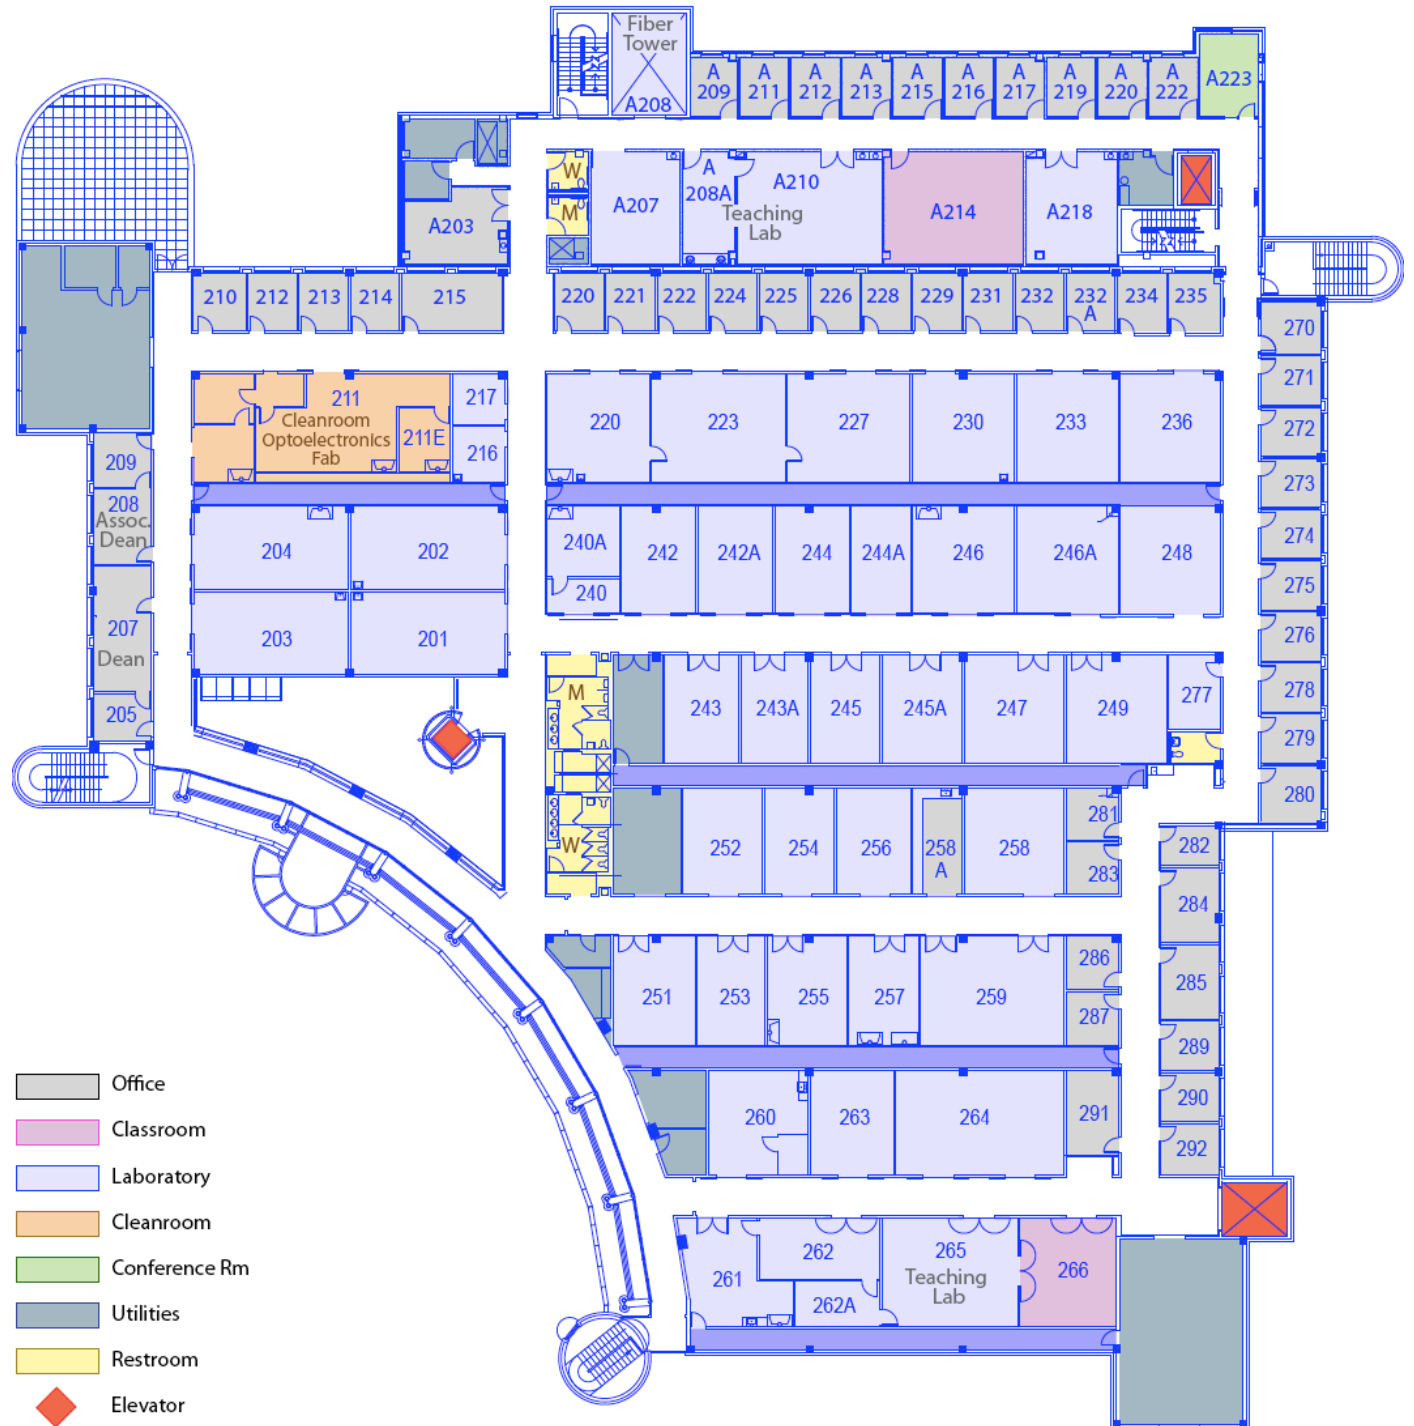 Fiber
Tower
A208
A
209
A
211
A
212
A
213
A
215
A
216
A
217
A
219
A
220
A
222
A223
A203
W
M
A207
A
208A
A210
Teaching
Lab
A214
A218
210
212
213
214
215
220
221
222
224
225
226
228
229
231
232
232
A
234
235
270
271
272
273
274
275
276
278
279
280
211
Cleanroom
Optoelectronics
Fab
211E
217
216
220
223
227
230
233
236
209
208
Assoc.
Dean
207
Dean
205
204
202
203
201
240A
240
242
242A
244
244A
246
246A
248
M
243
243A
245
245A
247
249
277
W
252
254
256
258
A
258
281
283
282
284
285
289
290
292
251
253
255
257
259
286
287
260
263
264
291
261
262
262A
265
Teaching
Lab
266
Office
Classroom
Laboratory
Cleanroom
Conference Rm
Utilities
Restroom
Elevator